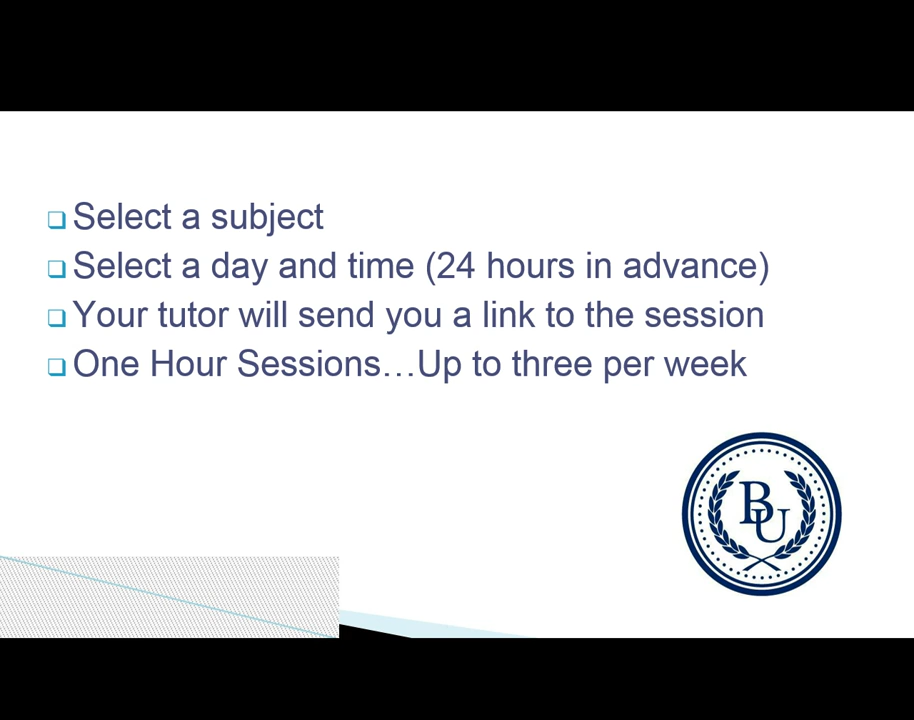 Select a subject
Select a day and time (24 hours in advance)
Your tutor will send you a link to the session
One Hour Sessions…Up to three per week
BU